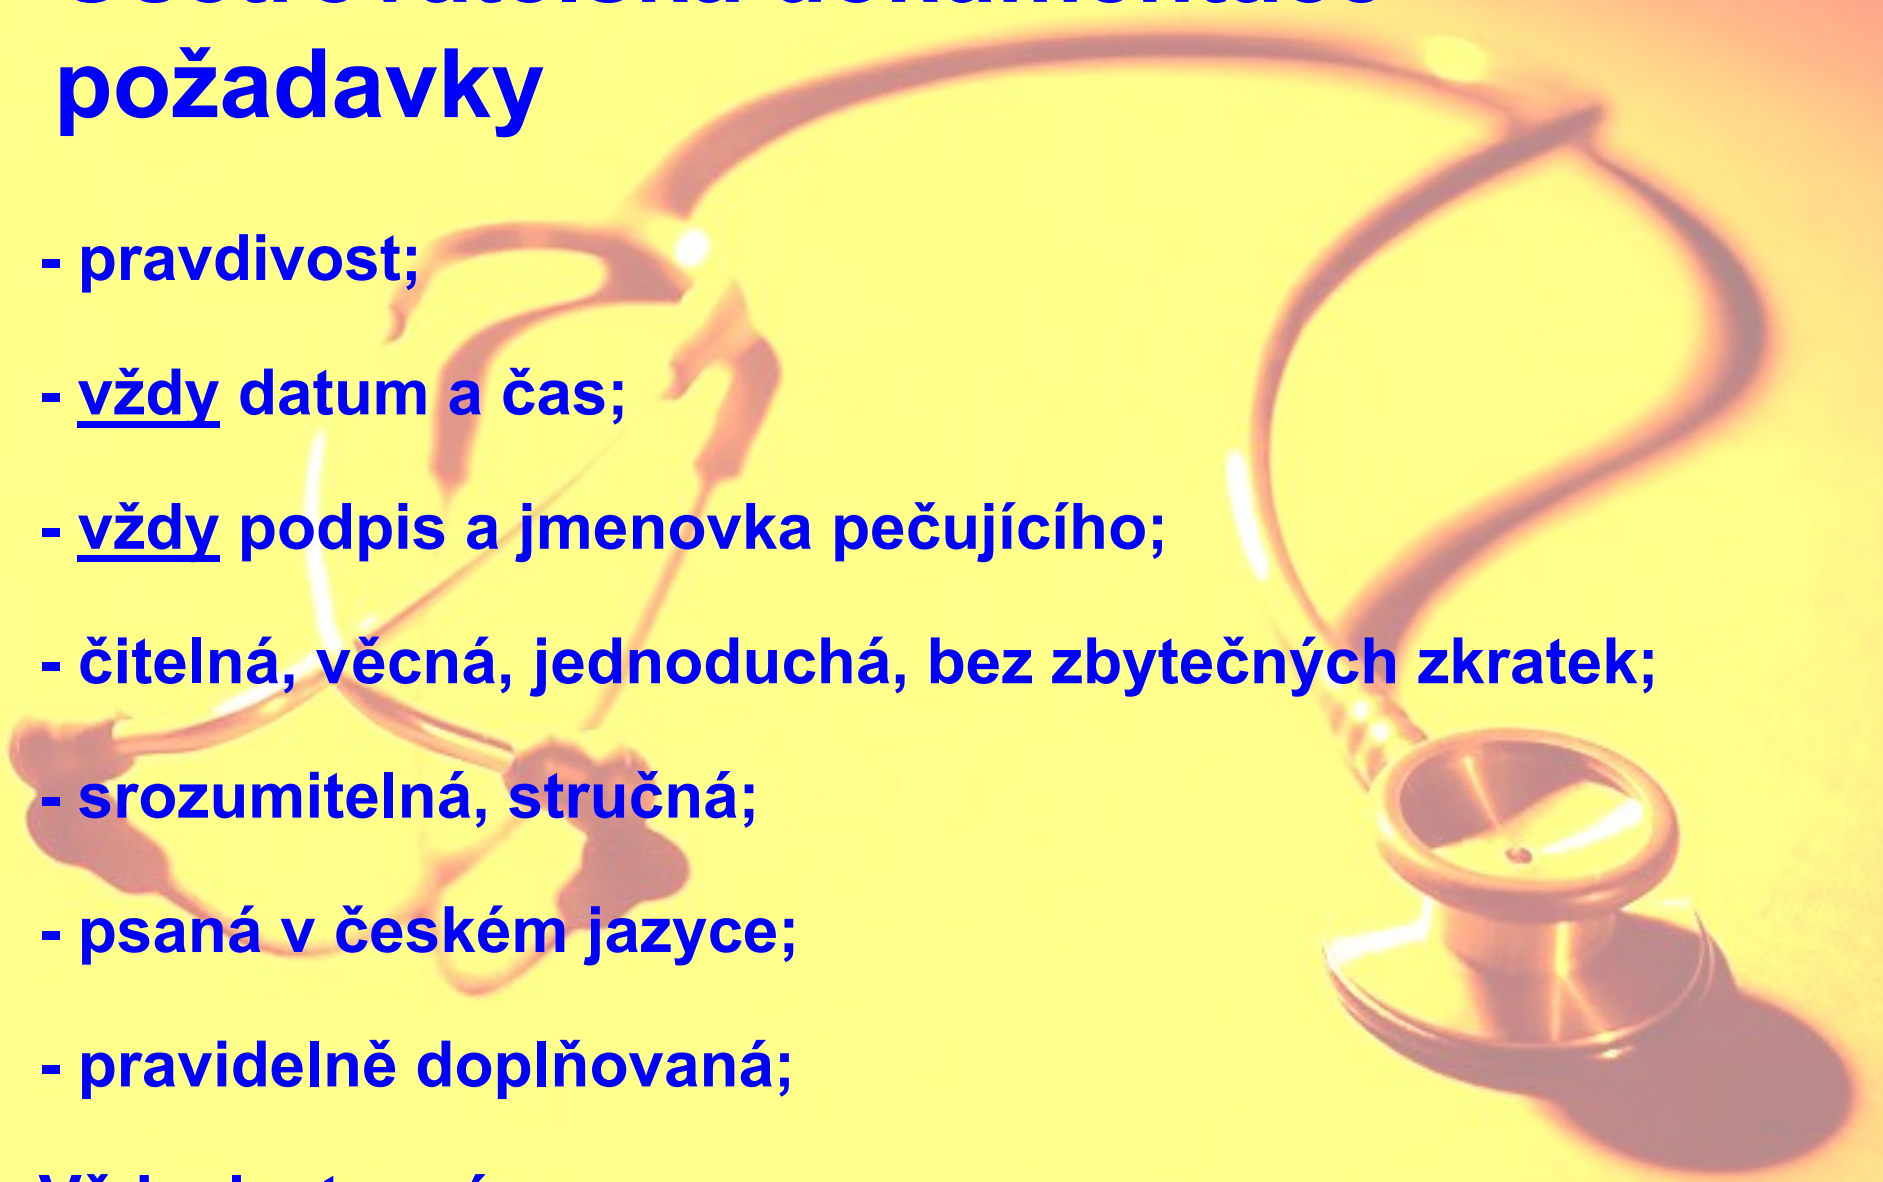 požadavky
- pravdivost;
- vždy datum a čas;
- vždy podpis a jmenovka pečujícího;
- čitelná, věcná, jednoduchá, bez zbytečných zkratek;
- srozumitelná, stručná;
- psaná v českém jazyce;
- pravidelně doplňovaná;